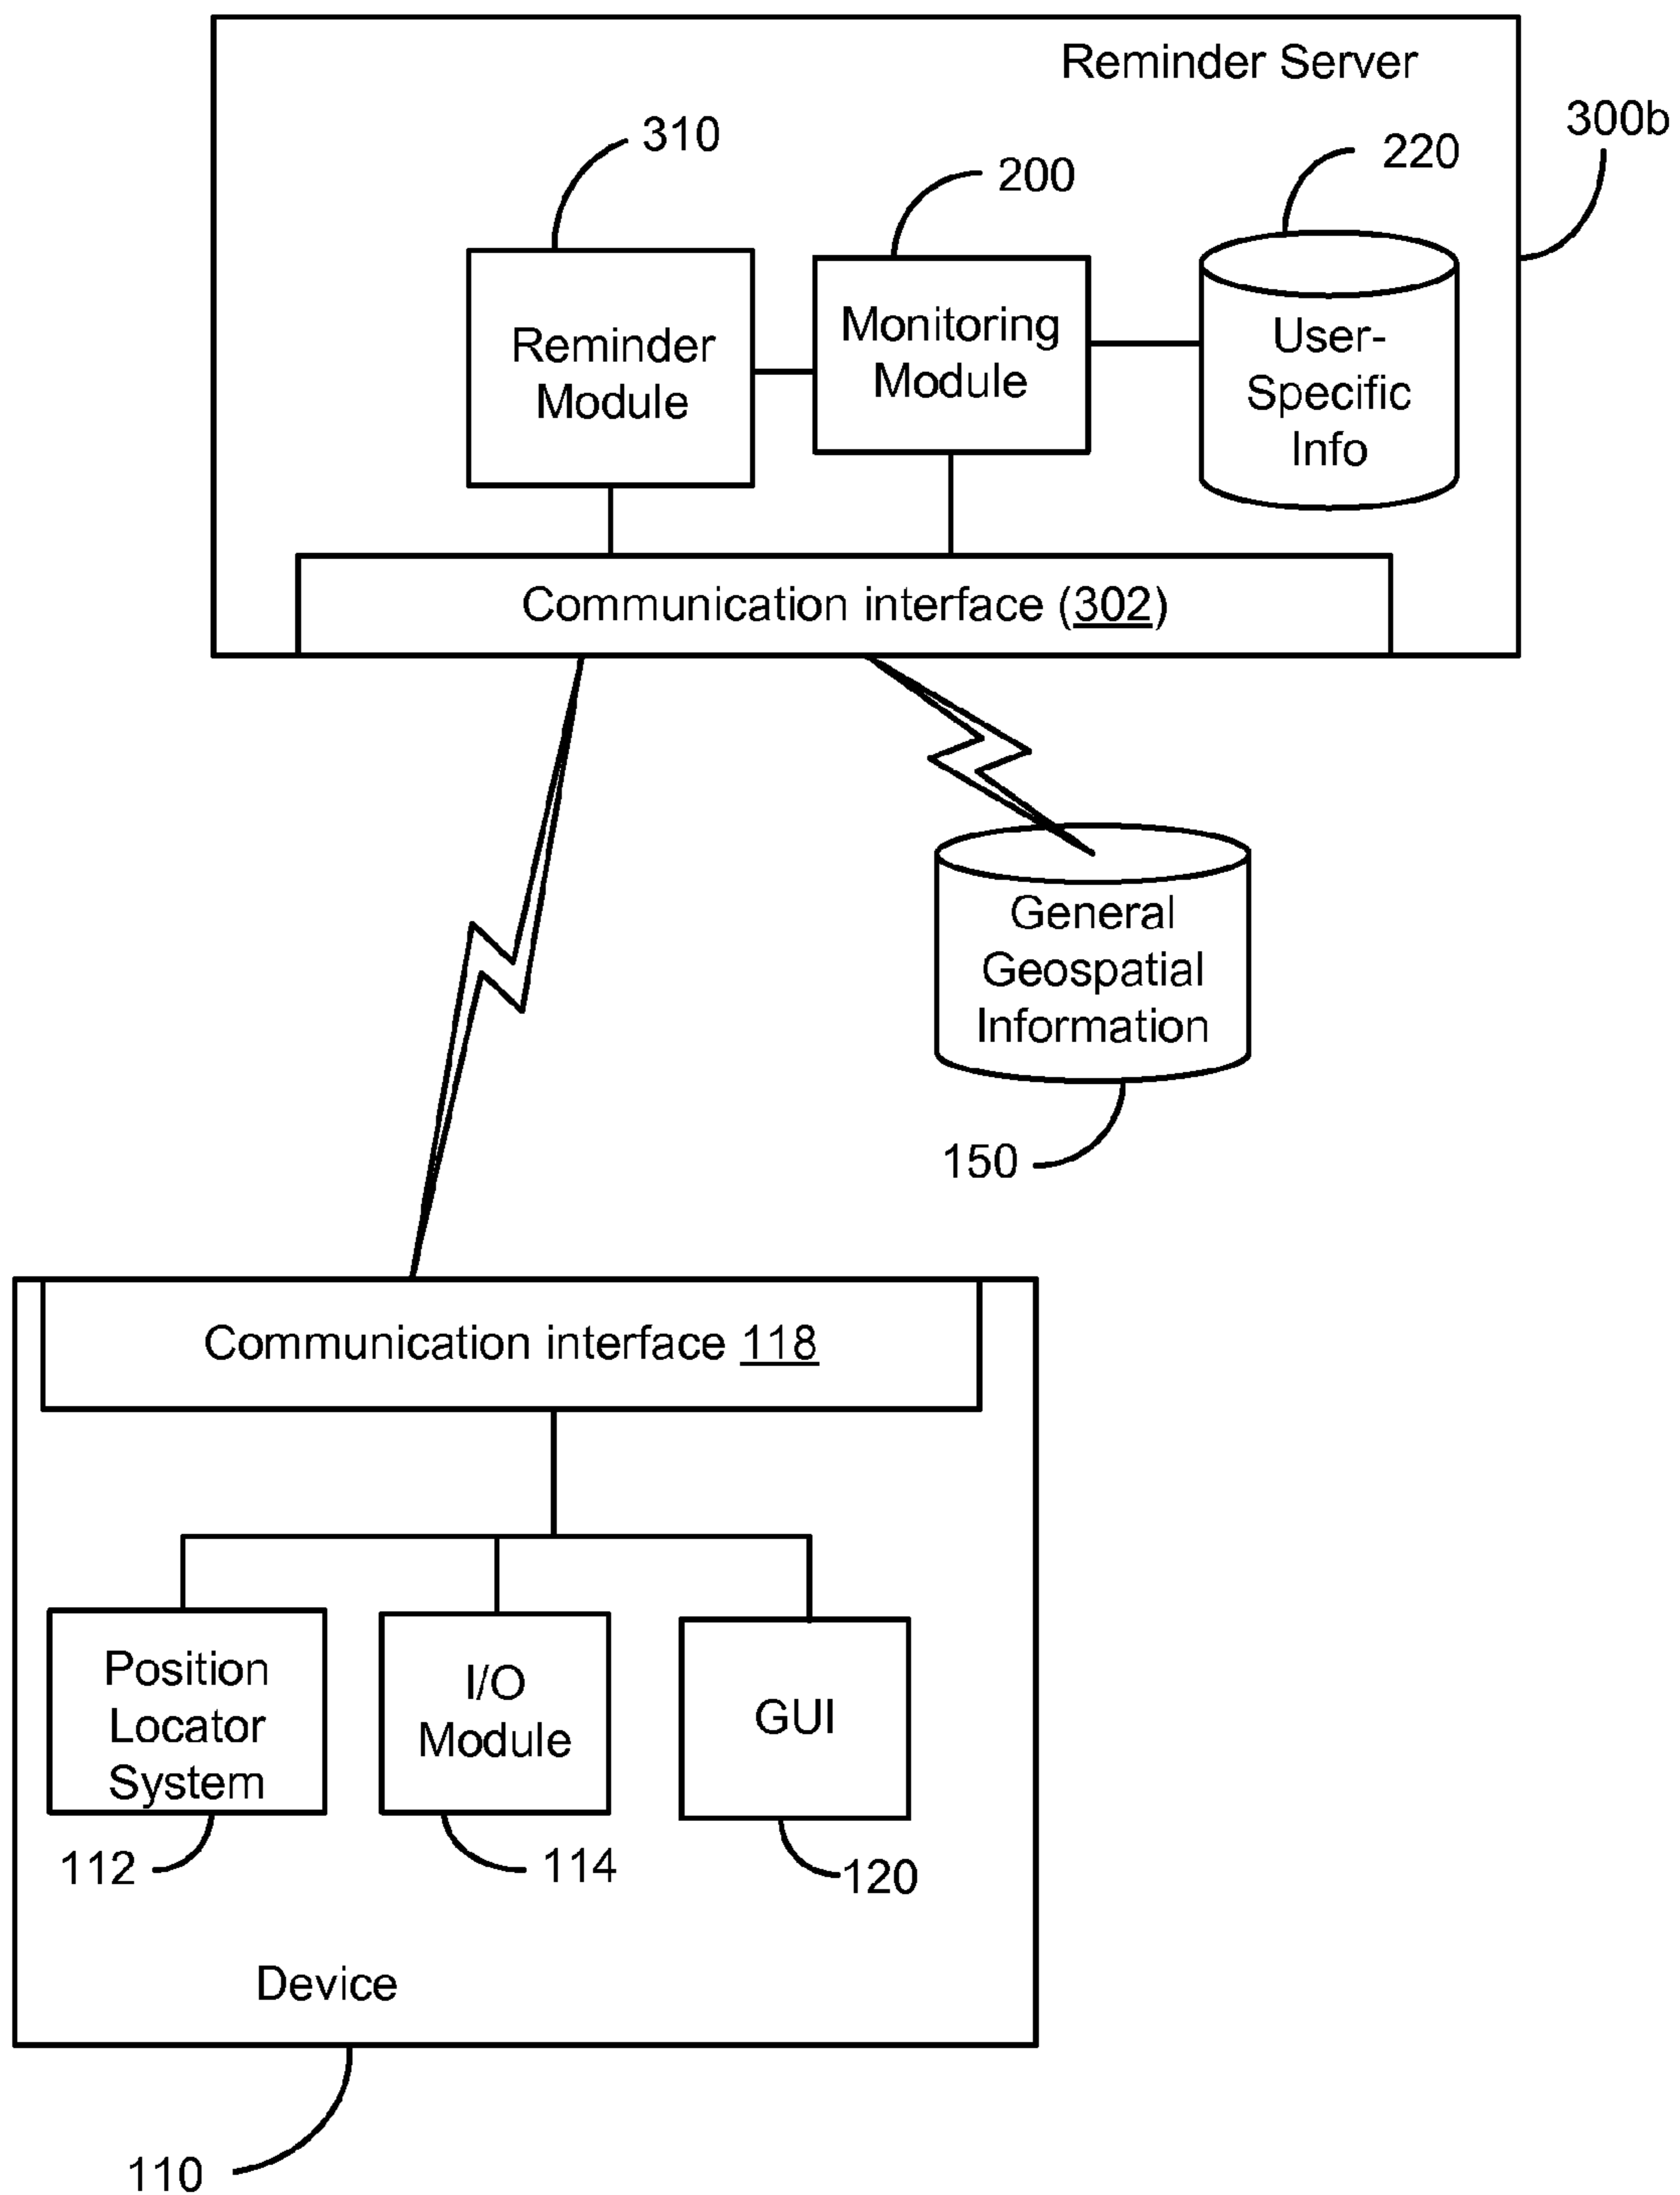 Reminder Server
300b
310
200
220
Reminder
Module
Monitoring
Module
User-
Specific
Info
Communication interface (302)
General
Geospatial
Information
150
Communication interface 118
Position
Locator
System
I/O
Module
GUI
112
114
120
Device
110